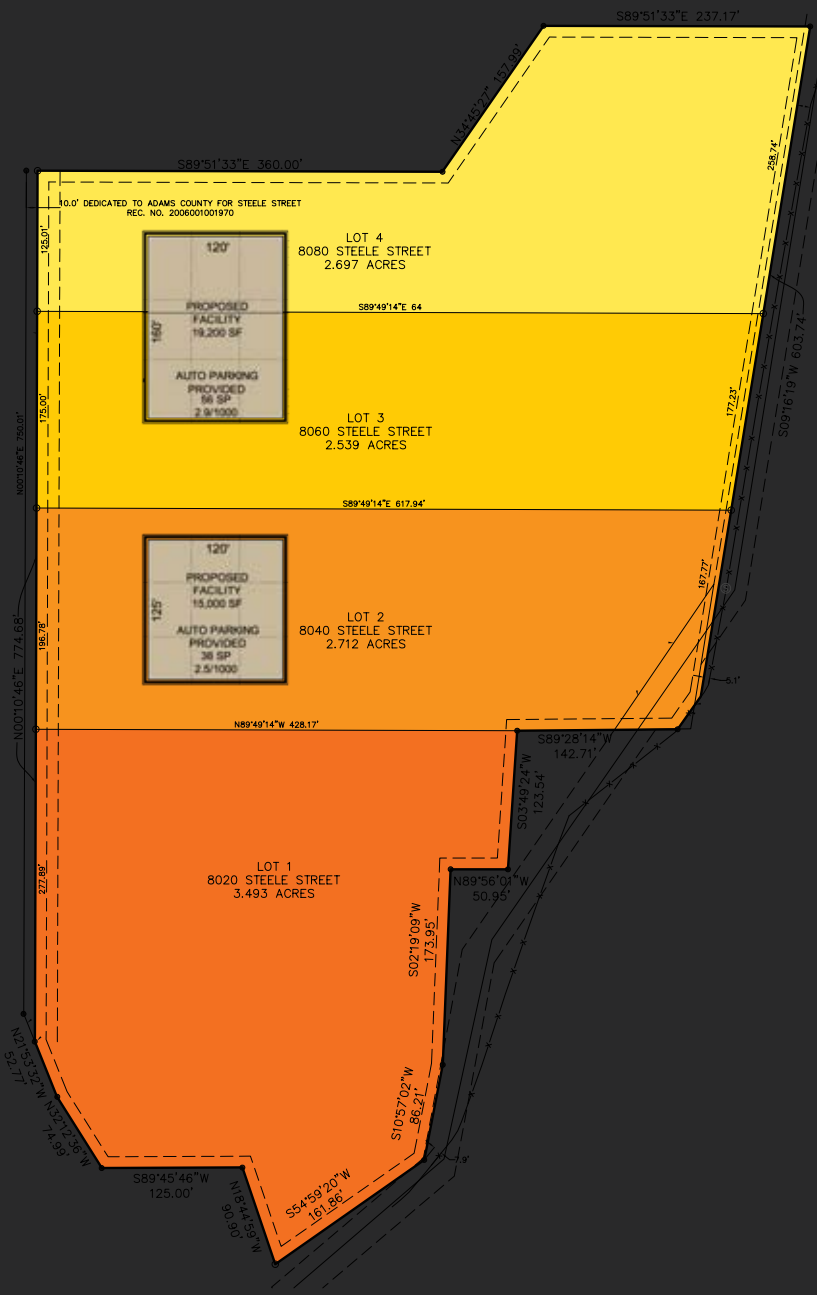 S89°51'33"E 237.17'
N34°45'27" 157.99'
S89°51'33"E 360.00'
258.74'
10.0' DEDICATED TO ADAMS COUNTY FOR STEELE STREET
REC. NO. 2006001001970
125.01'
LOT 4
8080 STEELE STREET
2.697 ACRES
120'
PROPOSED
FACILITY
19,200 SF
160'
AUTO PARKING
PROVIDED
56 SP
2.9/1000
S89°49'14"E 64
S09°16'19"W 603.74'
175.00'
LOT 3
8060 STEELE STREET
2.539 ACRES
177.23'
N00°10'46"E 750.01'
S89°49'14"E 617.94'
120'
PROPOSED
FACILITY
15,000 SF
125'
AUTO PARKING
PROVIDED
38 SP
2.5/1000
LOT 2
8040 STEELE STREET
2.712 ACRES
167.77'
196.78'
N00°10'46"E 774.68'
5.1'
N89°49'14"W 428.17'
S89°28'14"W
142.71'
S03°49'24"W
123.54'
LOT 1
8020 STEELE STREET
3.493 ACRES
277.89'
N89°56'01"W
50.95'
S02°19'09"W
173.95'
N21°53'32"W
52.77'
N32°12'36"W
74.99'
S10°57'02"W
86.21'
S89°45'46"W
125.00'
N18°44'59"W
90.90'
S54°59'20"W
161.86'